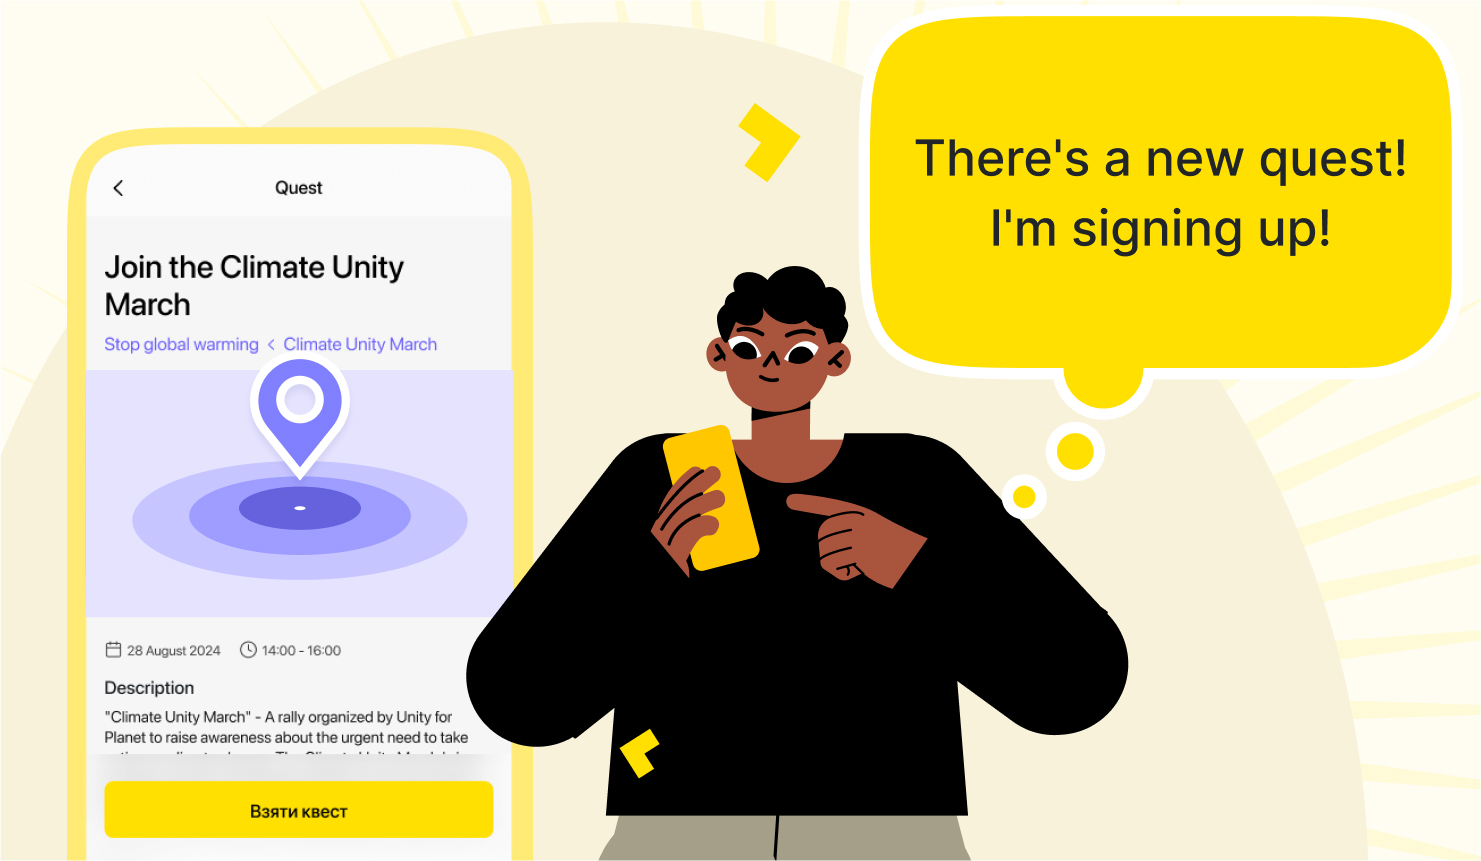 There's a new quest!
I'm signing up!
Quest
Join the Climate Unity
March
Stop global warming < Climate Unity March
28 August 2024 14:00 - 16:00
Description
"Climate Unity March" - A rally organized by Unity for
Planet to raise awareness about the urgent need to take
Взяти квест